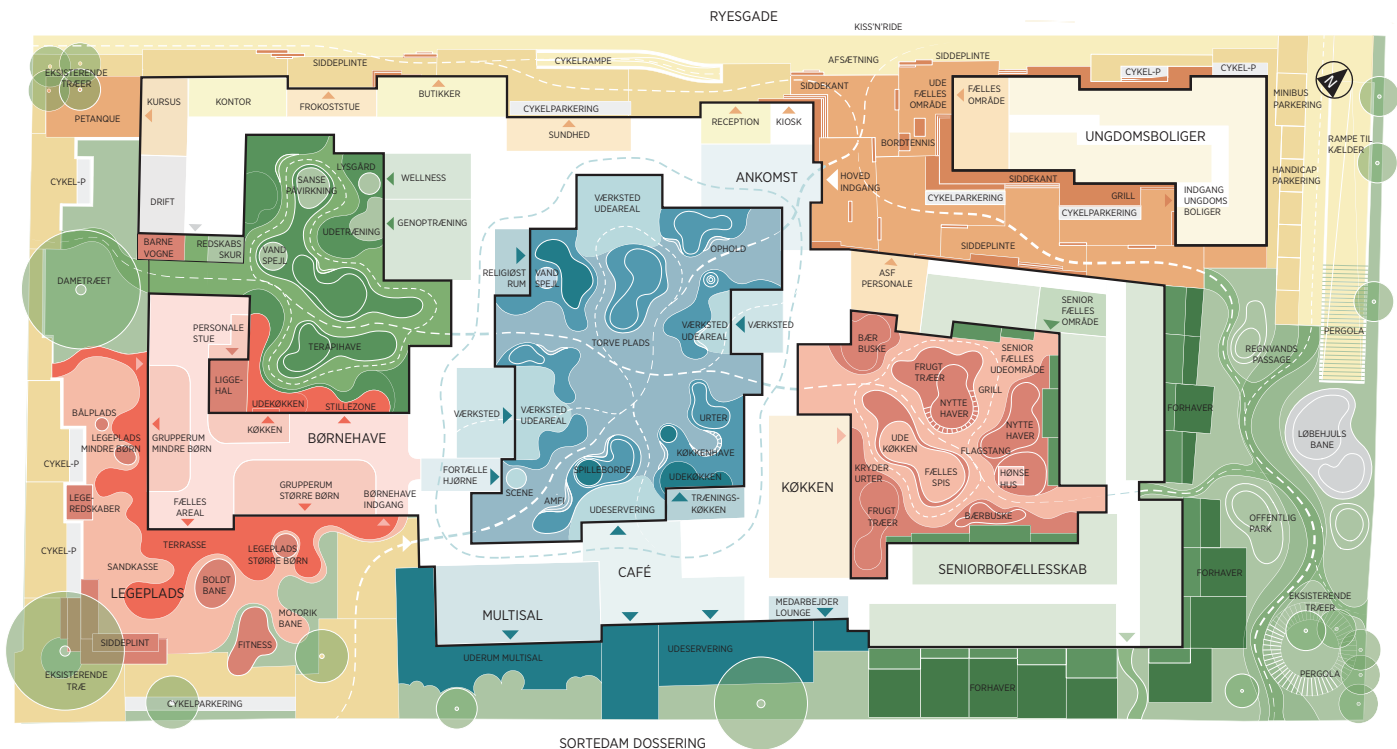 RYESGADE
KISS'N'RIDE
EKSISTERENDE
TRÆER
SIDDEPLINTE
CYKELRAMPE
AFSÆTNING
SIDDEPLINTE
CYKEL-P
CYKEL-P
PETANQUE
KURSUS
KONTOR
FROKOSTSTUE
BUTIKKER
CYKELPARKERING
SUNDHED
RECEPTION
KIOSK
SIDDEKANT
UDE
FÆLLES
OMRÅDE
FÆLLES
OMRÅDE
BORDTENNIS
UNGDOMSBOLIGER
MINIBUS
PARKERING
N
RAMPE TIL
KÆLDER
HANDICAP
PARKERING
CYKEL-P
DRIFT
LYSGÅRD
SANSE
PÅVIRKNING
WELLNESS
GENOPTRÆNING
UDETRÆNING
VÆRKSTED
UDEAREAL
ANKOMST
HOVED
INDGANG
SIDDEKANT
CYKELPARKERING
GRILL
CYKELPARKERING
INDGANG
UNGDOMS
BOLIGER
BARNE
VOGNE
REDSKABS
SKUR
VAND
SPEJL
RELIGIØST
RUM
VAND
SPEJL
OPHOLD
SIDDEPLINTE
ASF
PERSONALE
DAMETRÆET
SENIOR
FÆLLES
OMRÅDE
PERSONALE
STUE
TERAPIHAVE
TORVE PLADS
VÆRKSTED
UDEAREAL
VÆRKSTED
BÆR
BUSKE
SENIOR
FÆLLES
UDEOMRÅDE
REGNVANDS
PASSAGE
PERGOLA
LIGGE-
HAL
FRUGT
TRÆER
GRILL
NYTTE
HAVER
FORHAVER
BÅLPLADS
LEGEPLADS
MINDRE BØRN
GRUPPERUM
MINDRE BØRN
UDEKØKKEN
STILLEZONE
KØKKEN
BØRNEHAVE
VÆRKSTED
VÆRKSTED
UDEAREAL
URTER
KØKKENHAVE
NYTTE
HAVER
UDE
KØKKEN
FLAGSTANG
LØBEHJULS
BANE
CYKEL-P
FORTÆLLE
HJØRNE
SPILLEBORDE
UDEKØKKEN
KRYDER
URTER
FÆLLES
SPIS
HØNSE
HUS
LEGE-
REDSKABER
FÆLLES
AREAL
GRUPPERUM
STØRRE BØRN
BØRNEHAVE
INDGANG
SCENE
AMFI
UDESERVERING
TRÆNINGS-
KØKKEN
KØKKEN
FRUGT
TRÆER
BÆRBUSKE
OFFENTLIG
PARK
CYKEL-P
TERRASSE
SANDKASSE
LEGEPLADS
STØRRE BØRN
BOLDT
BANE
LEGEPLADS
MOTORIK
BANE
CAFÉ
SENIORBOFÆLLESSKAB
FORHAVER
MULTISAL
MEDARBEJDER
LOUNGE
EKSISTERENDE
TRÆER
SIDDEPLINT
FITNESS
UDERUM MULTISAL
UDESERVERING
EKSISTERENDE
TRÆ
FORHAVER
PERGOLA
CYKELPARKERING
SORTEDAM DOSSERING